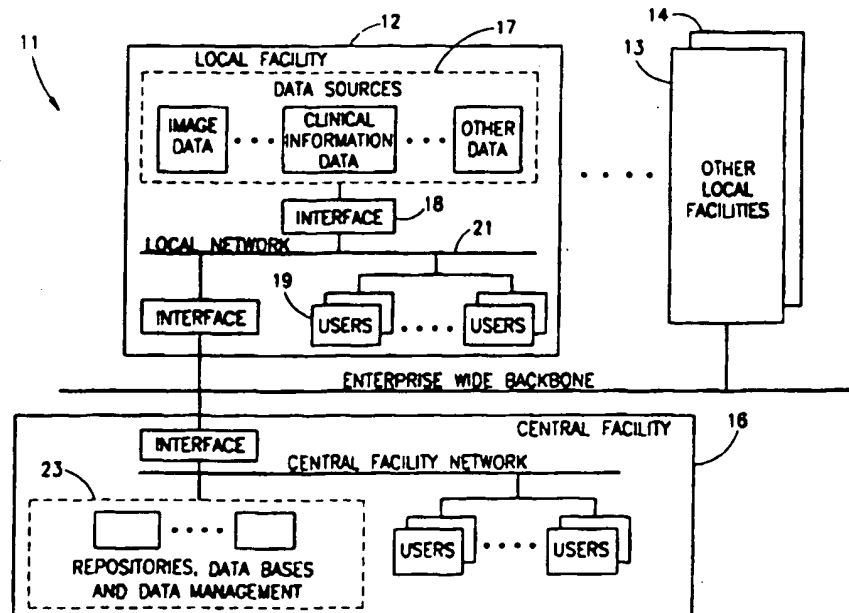 11
12
17
14
13
LOCAL FACILITY
DATA SOURCES
IMAGE
DATA
CLINICAL
INFORMATION
DATA
OTHER
DATA
OTHER
LOCAL
FACILITIES
INTERFACE
18
LOCAL NETWORK
21
INTERFACE
19
USERS
USERS
ENTERPRISE WIDE BACKBONE
CENTRAL FACILITY
16
INTERFACE
CENTRAL FACILITY NETWORK
23
USERS
USERS
REPOSITORIES, DATA BASES
AND DATA MANAGEMENT